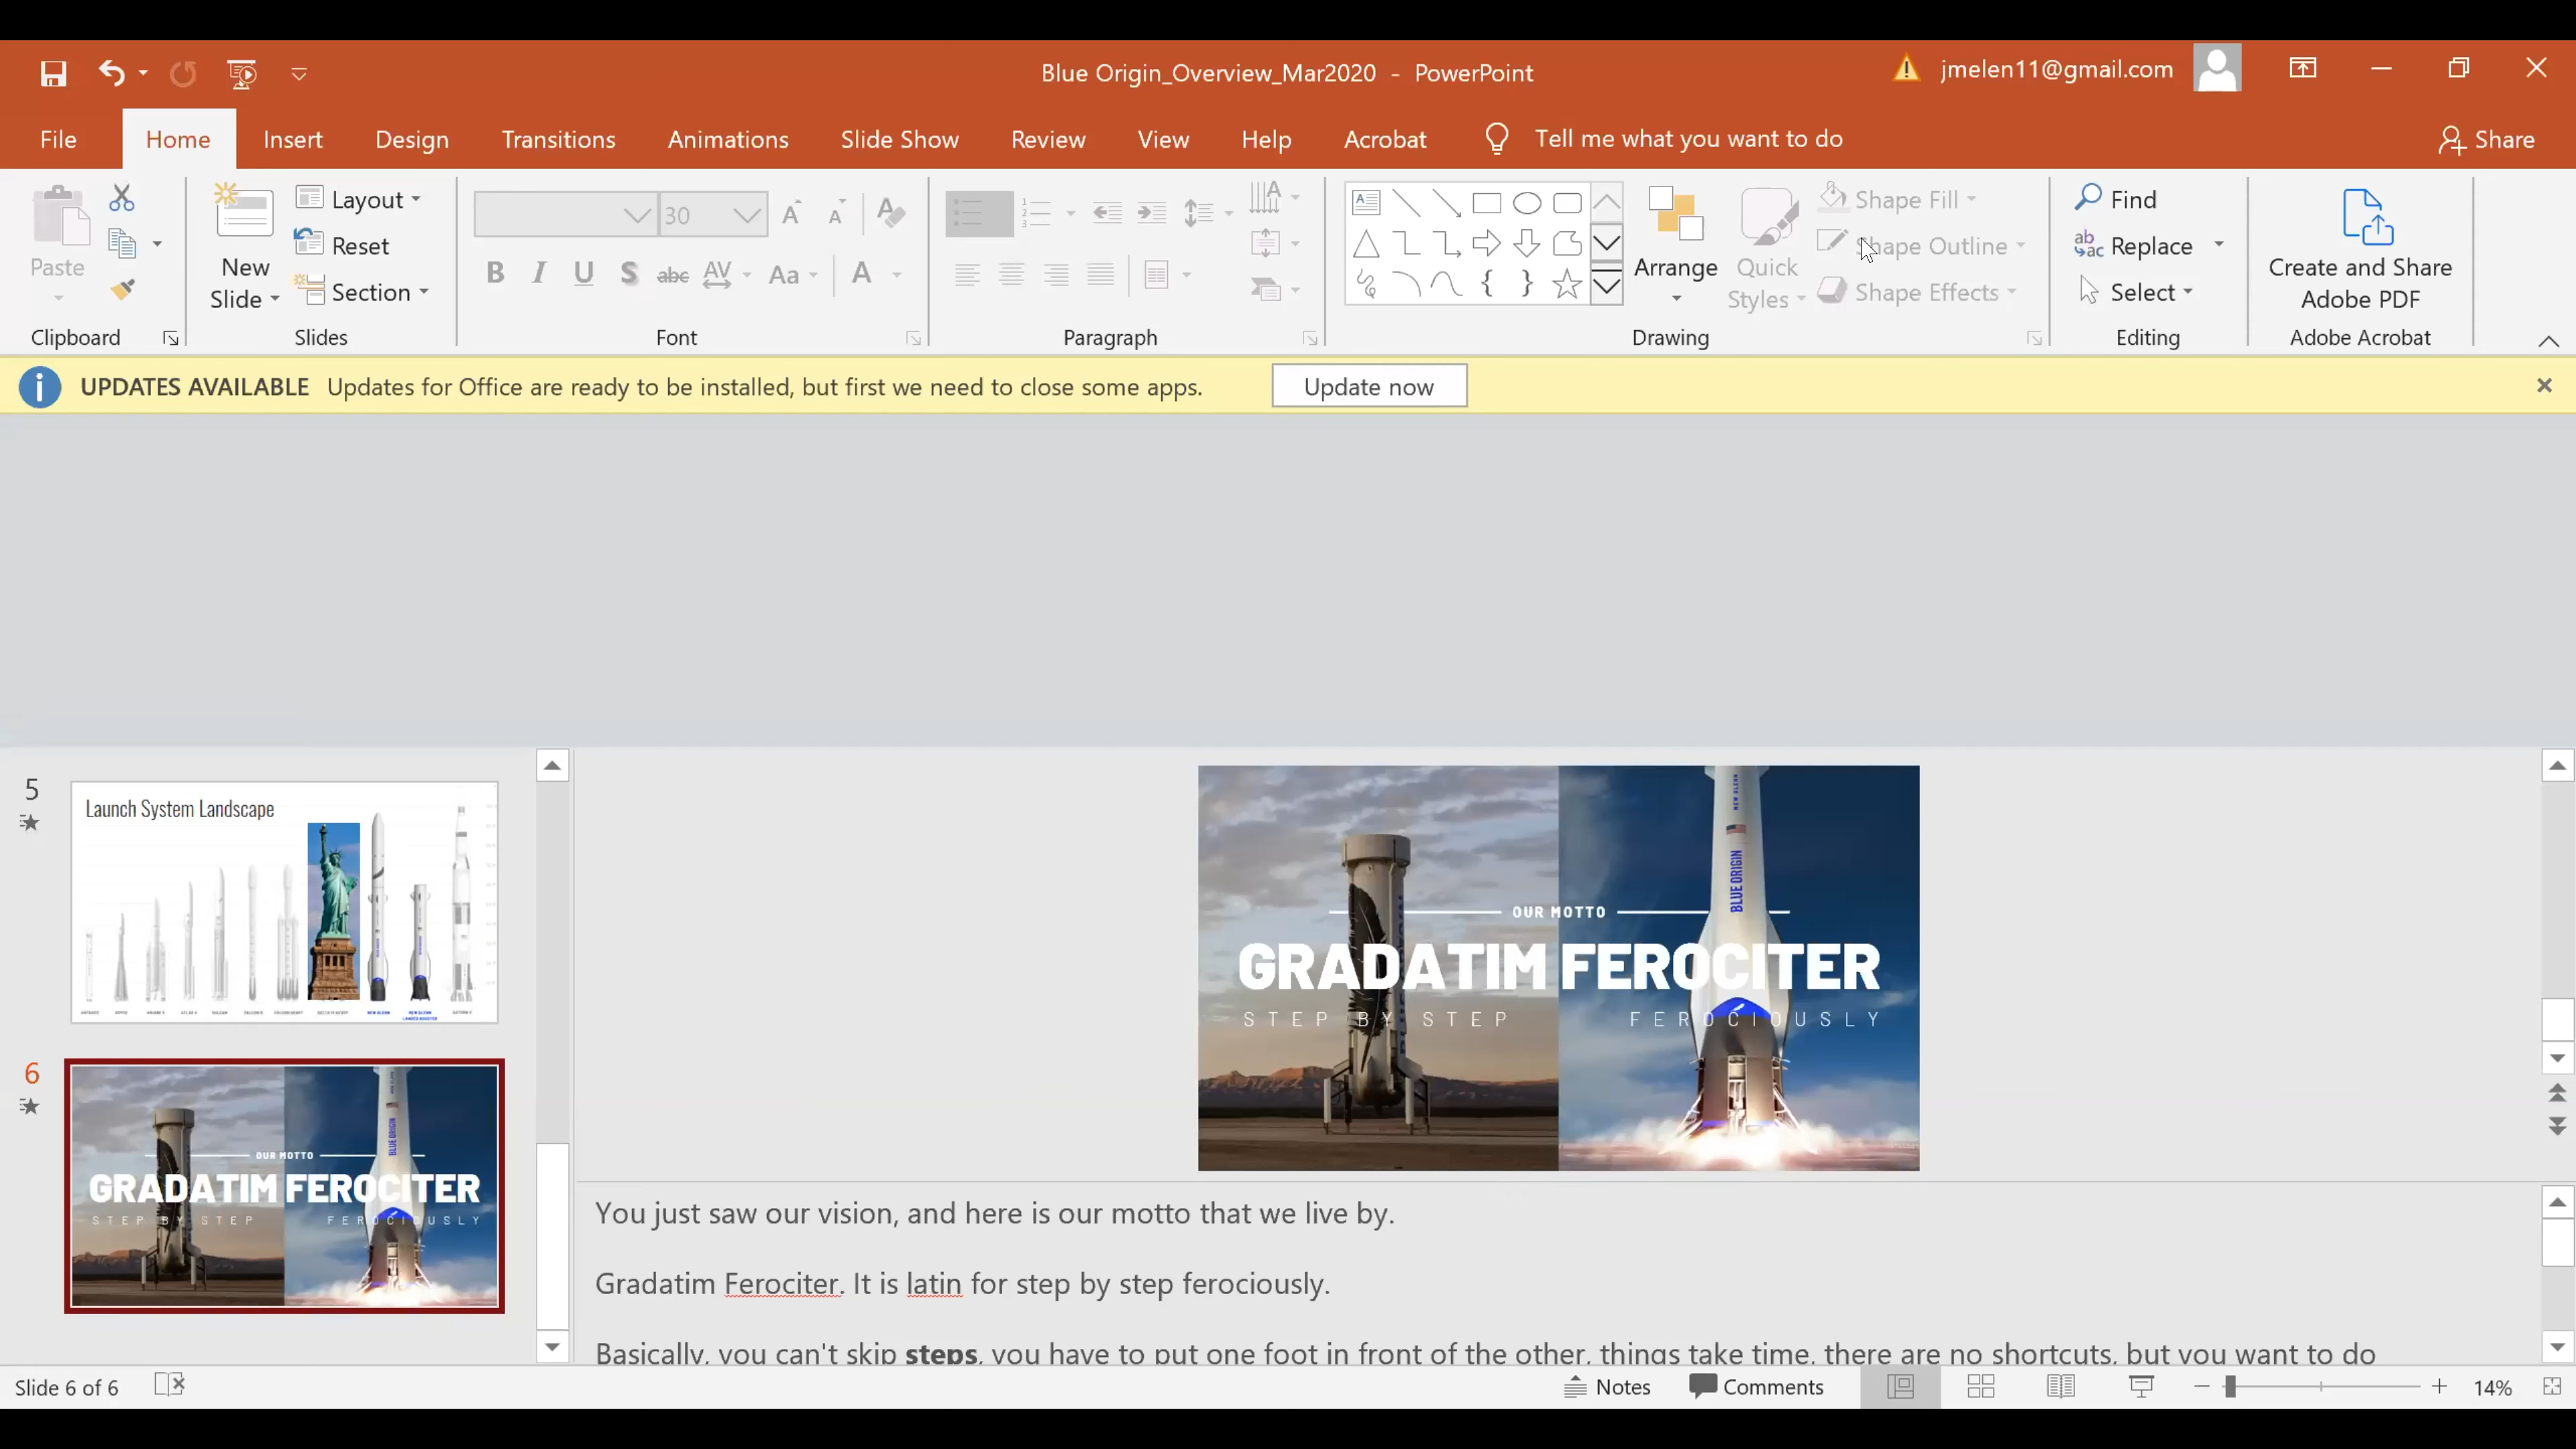 Blue Origin_Overview_Mar2020 - PowerPoint
jmelen11@gmail.com
File Home Insert Design Transitions Animations Slide Show Review View Help Acrobat Tell me what you want to do Share
Paste
Clipboard
New Slide
Layout
Reset
Section
Slides
30
B I U S abc AV Aa A
Font
Paragraph
Arrange
Quick Styles
Shape Fill
Shape Outline
Shape Effects
Drawing
Find
Replace
Select
Editing
Create and Share
Adobe PDF
Adobe Acrobat
UPDATES AVAILABLE Updates for Office are ready to be installed, but first we need to close some apps. Update now
5
Launch System Landscape
6
OUR MOTTO
GRADATIM FEROCITER
STEP BY STEP FEROCIOUSLY
BLUE ORIGIN
NEW GLENN
BLUE ORIGIN
OUR MOTTO
GRADATIM FEROCITER
STEP BY STEP FEROCIOUSLY
You just saw our vision, and here is our motto that we live by.
Gradatim Ferociter. It is latin for step by step ferociously.
Basically, you can't skip steps, you have to put one foot in front of the other, things take time, there are no shortcuts, but you want to do
Slide 6 of 6 Notes Comments 14%